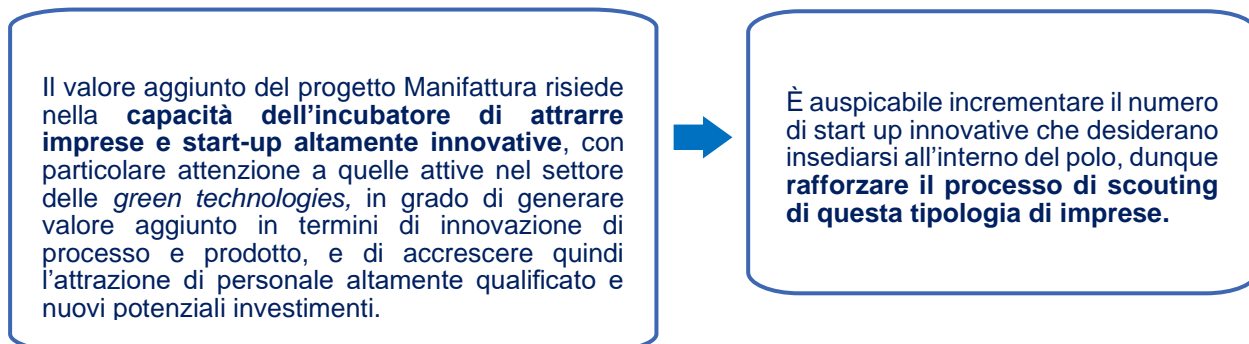 Il valore aggiunto del progetto Manifattura risiede
nella capacità dell'incubatore di attrarre
imprese e start-up altamente innovative, con
particolare attenzione a quelle attive nel settore
delle green technologies, in grado di generare
valore aggiunto in termini di innovazione di
processo e prodotto, e di accrescere quindi
l'attrazione di personale altamente qualificato e
nuovi potenziali investimenti.
È auspicabile incrementare il numero
di start up innovative che desiderano
insediarsi all'interno del polo, dunque
rafforzare il processo di scouting
di questa tipologia di imprese.